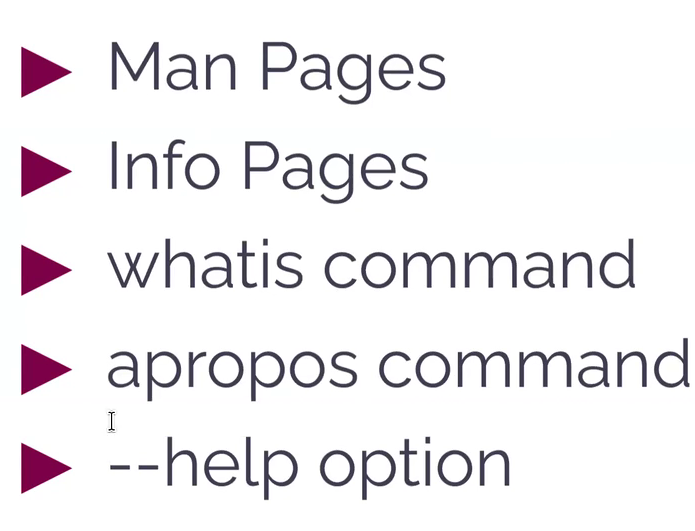 Man Pages
Info Pages
whatis command
apropos command
--help option